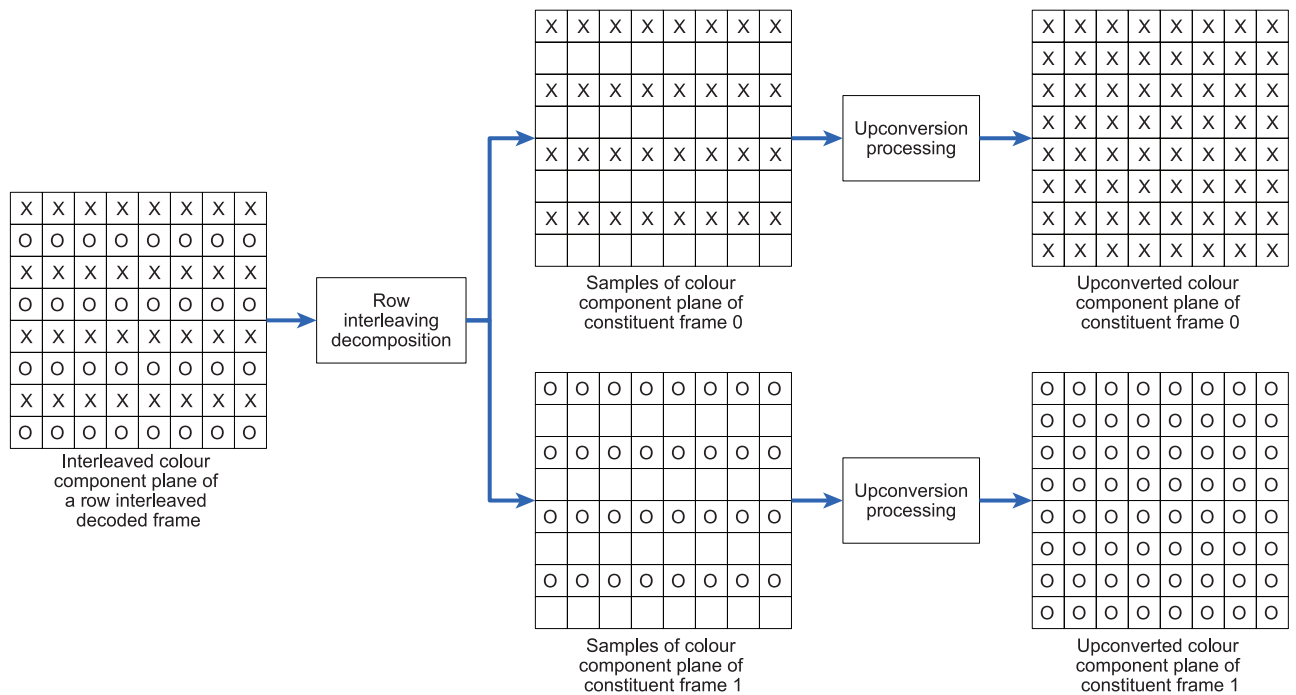 X X X X X X X X
O O O O O O O O
X X X X X X X X
O O O O O O O O
X X X X X X X X
O O O O O O O O
X X X X X X X X
O O O O O O O O
Interleaved colour
component plane of
a row interleaved
decoded frame
Row
interleaving
decomposition
X X X X X X X X
X X X X X X X X
X X X X X X X X
X X X X X X X X
Samples of colour
component plane of
constituent frame 0
Upconversion
processing
X X X X X X X X
X X X X X X X X
X X X X X X X X
X X X X X X X X
X X X X X X X X
X X X X X X X X
X X X X X X X X
X X X X X X X X
Upconverted colour
component plane of
constituent frame 0
O O O O O O O O
O O O O O O O O
O O O O O O O O
O O O O O O O O
Samples of colour
component plane of
constituent frame 1
Upconversion
processing
O O O O O O O O
O O O O O O O O
O O O O O O O O
O O O O O O O O
O O O O O O O O
O O O O O O O O
O O O O O O O O
O O O O O O O O
Upconverted colour
component plane of
constituent frame 1